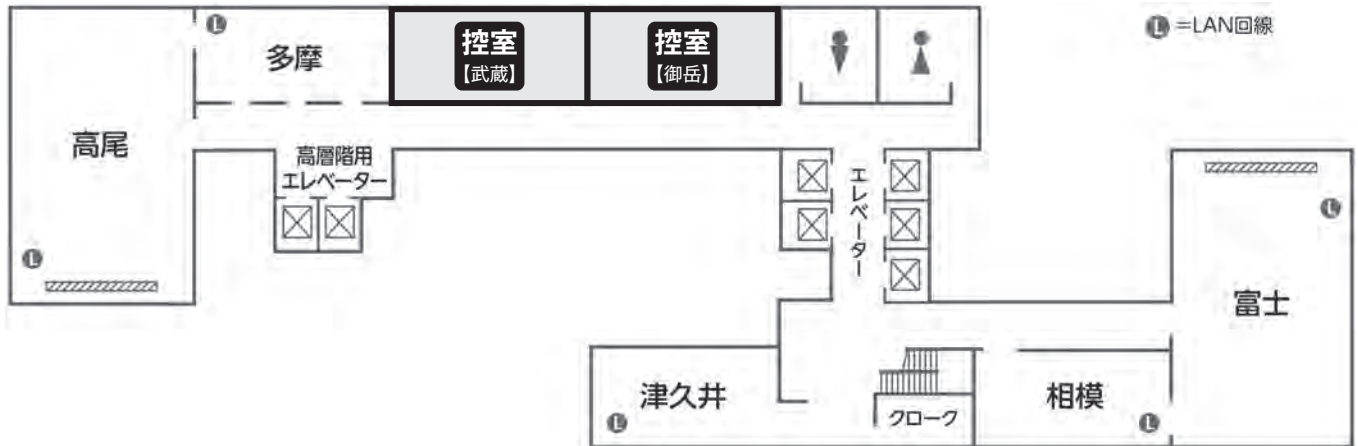 L =LAN回線
L
多摩
控室
【武蔵】
控室
【御岳】
高尾
高層階用
エレベーター
エレベーター
L
L
富士
津久井
L
クローク
相模
L